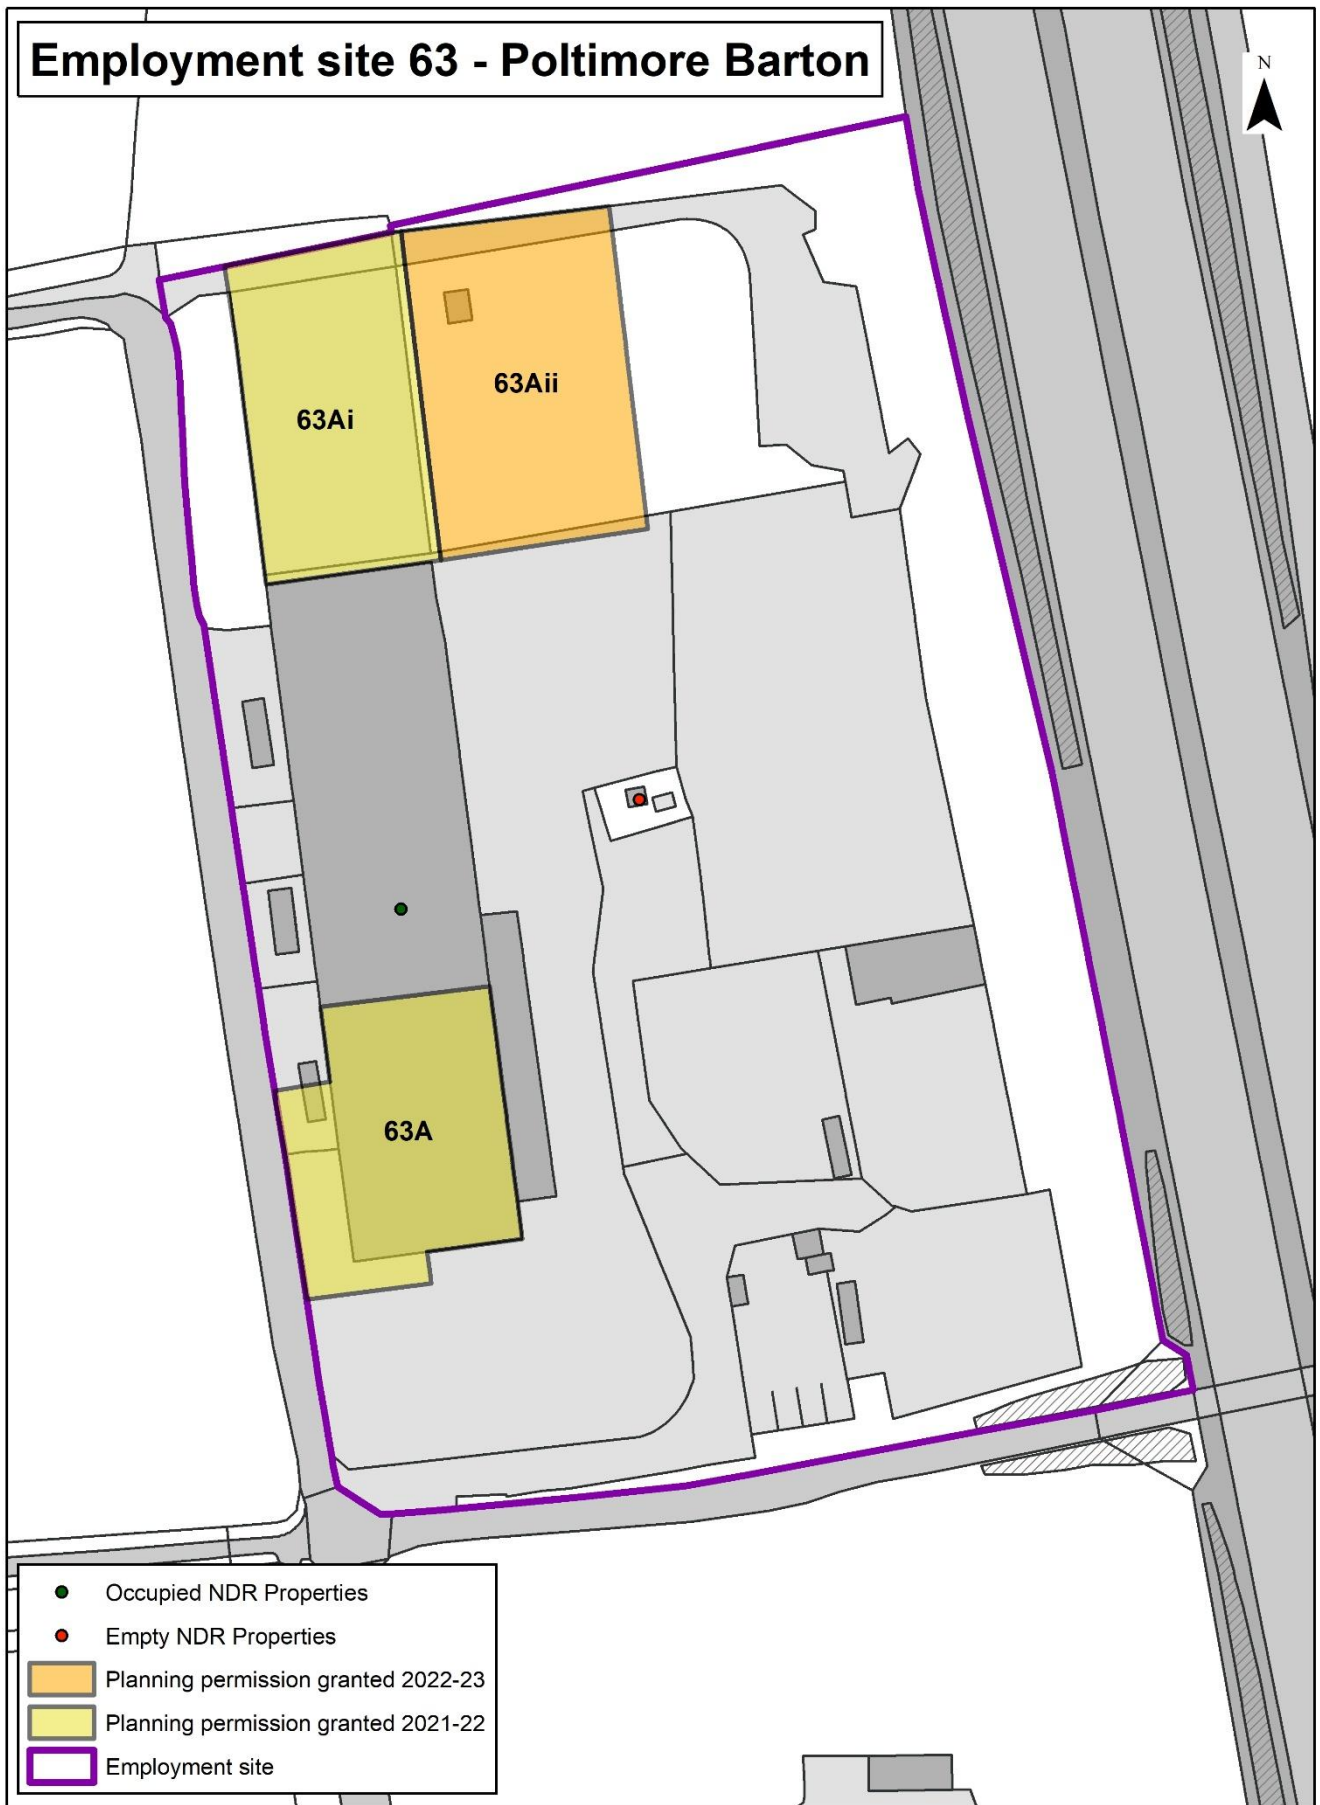 Employment site 63 - Poltimore Barton
N
63Aii
63Ai
63A
Occupied NDR Properties
Empty NDR Properties
Planning permission granted 2022-23
Planning permission granted 2021-22
Employment site